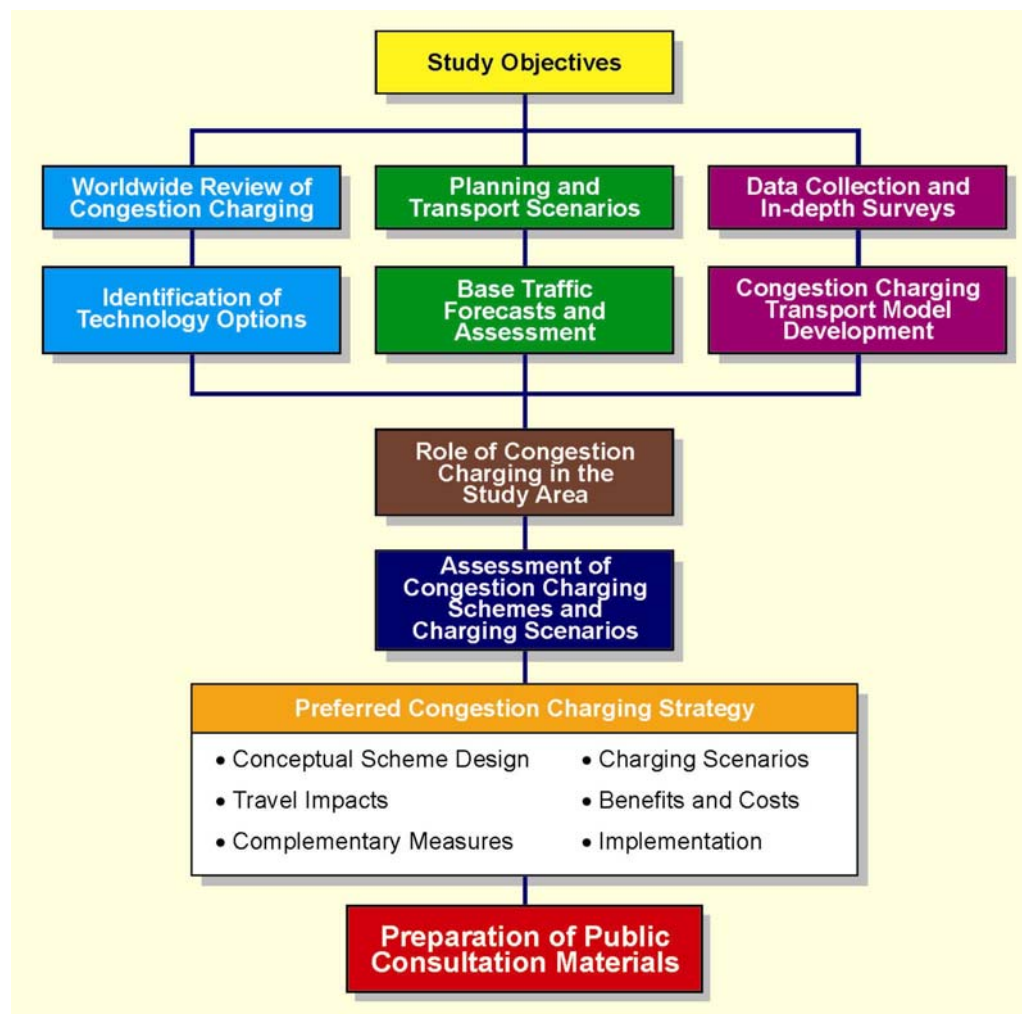 Study Objectives
Worldwide Review of
Congestion Charging
Planning and
Transport Scenarios
Data Collection and
In-depth Surveys
Identification of
Technology Options
Base Traffic
Forecasts and
Assessment
Congestion Charging
Transport Model
Development
Role of Congestion
Charging in the
Study Area
Assessment of
Congestion Charging
Schemes and
Charging Scenarios
Preferred Congestion Charging Strategy
• Conceptual Scheme Design
• Travel Impacts
• Complementary Measures
• Charging Scenarios
• Benefits and Costs
• Implementation
Preparation of Public
Consultation Materials